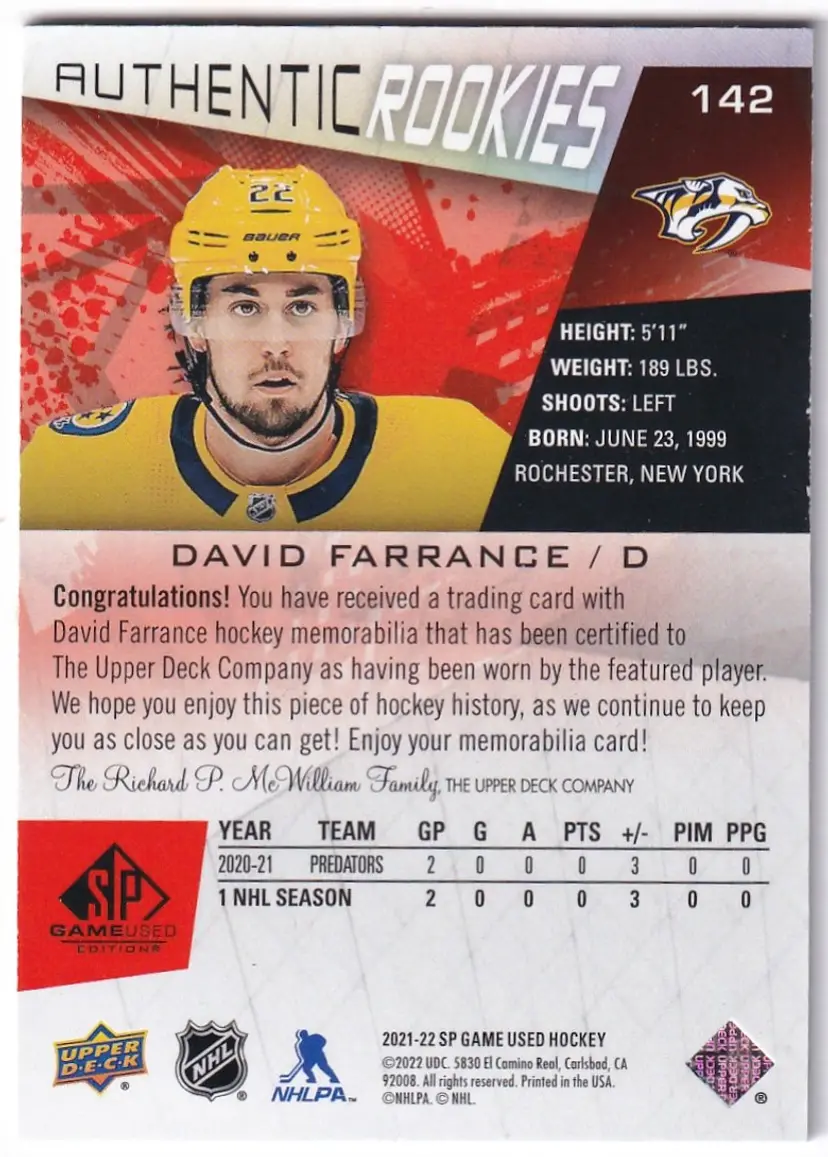 AUTHENTIC ROOKIES
142
22
BAUER
HEIGHT: 5'11"
WEIGHT: 189 LBS.
SHOOTS: LEFT
BORN: JUNE 23, 1999
ROCHESTER, NEW YORK
DAVID FARRANCE / D
Congratulations! You have received a trading card with
David Farrance hockey memorabilia that has been certified to
The Upper Deck Company as having been worn by the featured player.
We hope you enjoy this piece of hockey history, as we continue to keep
you as close as you can get! Enjoy your memorabilia card!
The Richard P. McWilliam Family, THE UPPER DECK COMPANY
YEAR TEAM GP G A PTS +/- PIM PPG
2020-21 PREDATORS 2 0 0 0 3 0 0
1 NHL SEASON 2 0 0 0 3 0 0
SP
GAMEUSED
EDITIONS
UPPER
D·E·C·K
®
NHL
®
NHLPA™
2021-22 SP GAME USED HOCKEY
©2022 UDC. 5830 El Camino Real, Carlsbad, CA
92008. All rights reserved. Printed in the USA.
©NHLPA. © NHL.
®